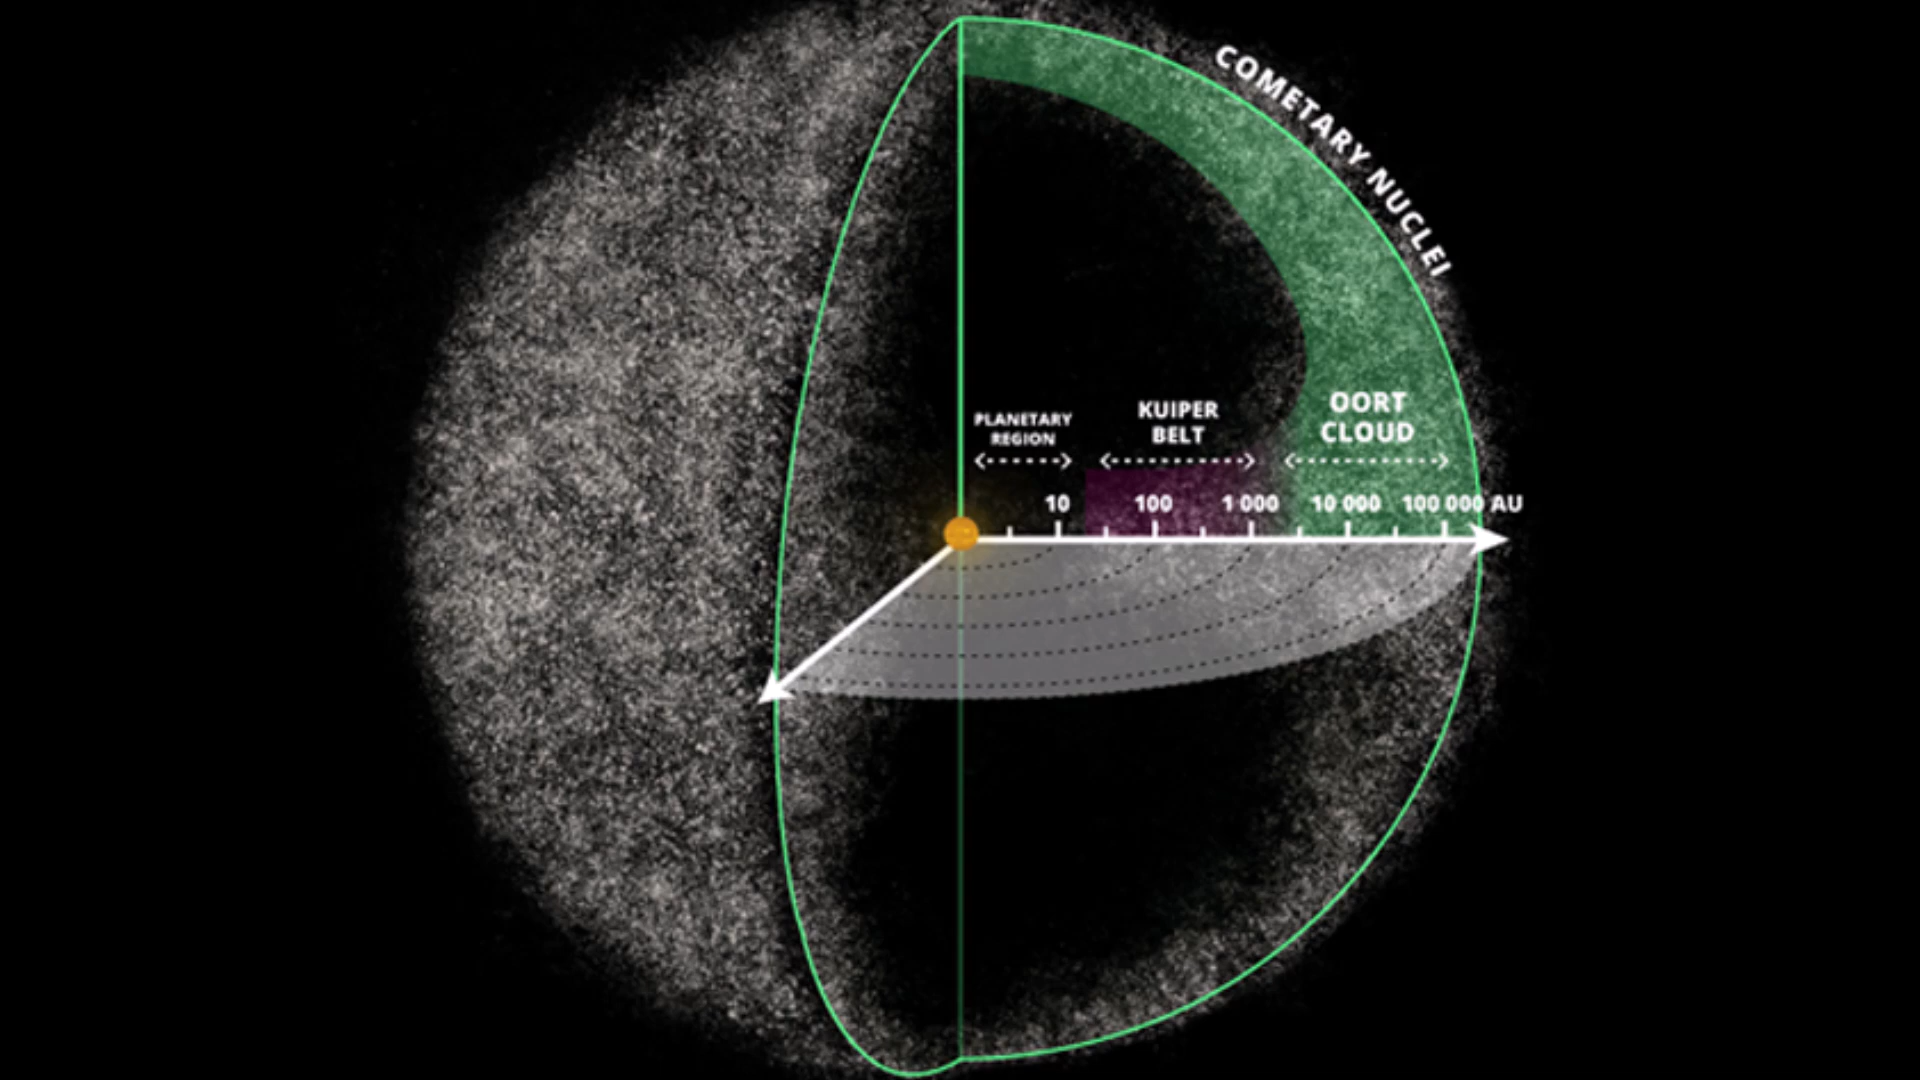 COMETARY NUCLEI
PLANETARY
REGION
KUIPER
BELT
OORT
CLOUD
10 100 1 000 10 000 100 000 AU